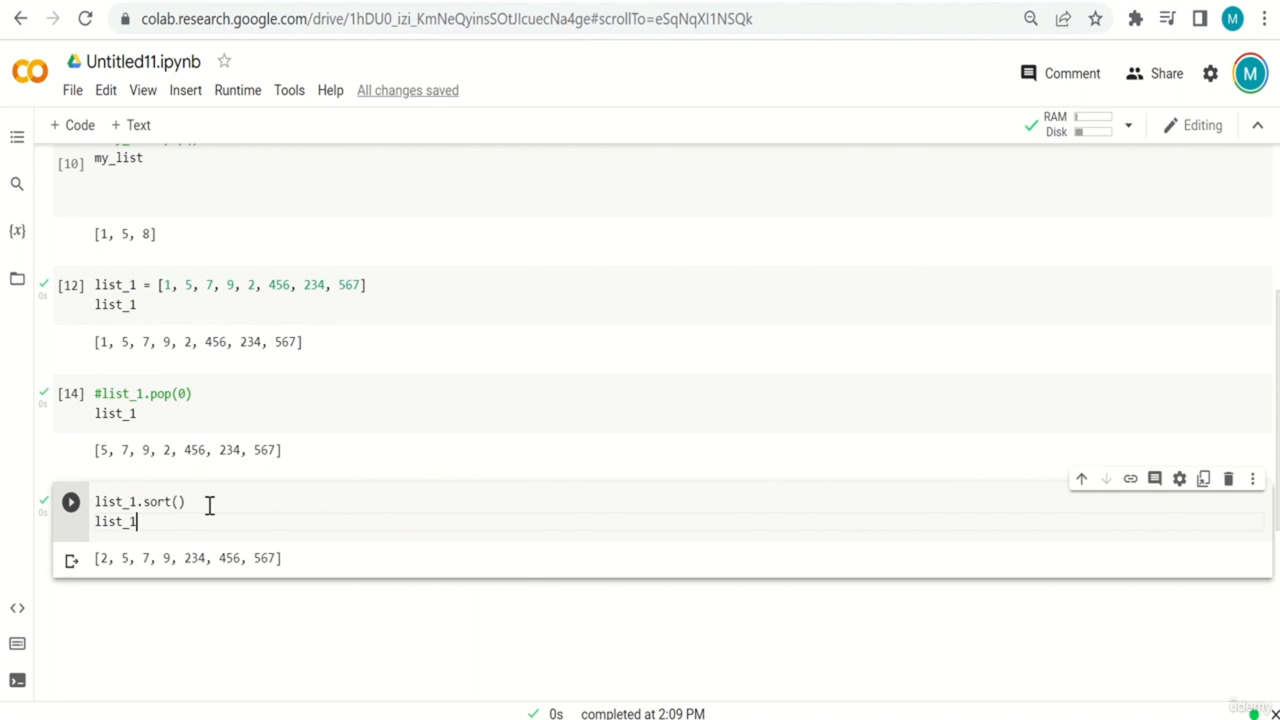 colab.research.google.com/drive/1hDU0_izi_KmNeQyinsSOtJIcuecNa4ge#scrollTo=eSqNqXI1NSQk
M
Untitled11.ipynb
File Edit View Insert Runtime Tools Help All changes saved
Comment Share M
+ Code + Text
RAM
Disk
Editing
[10] my_list
[1, 5, 8]
[12] list_1 = [1, 5, 7, 9, 2, 456, 234, 567]
0s
list_1
[1, 5, 7, 9, 2, 456, 234, 567]
[14] #list_1.pop(0)
0s
list_1
[5, 7, 9, 2, 456, 234, 567]
list_1.sort()
0s
list_1
[2, 5, 7, 9, 234, 456, 567]
{x}
0s completed at 2:09 PM
ûdemy